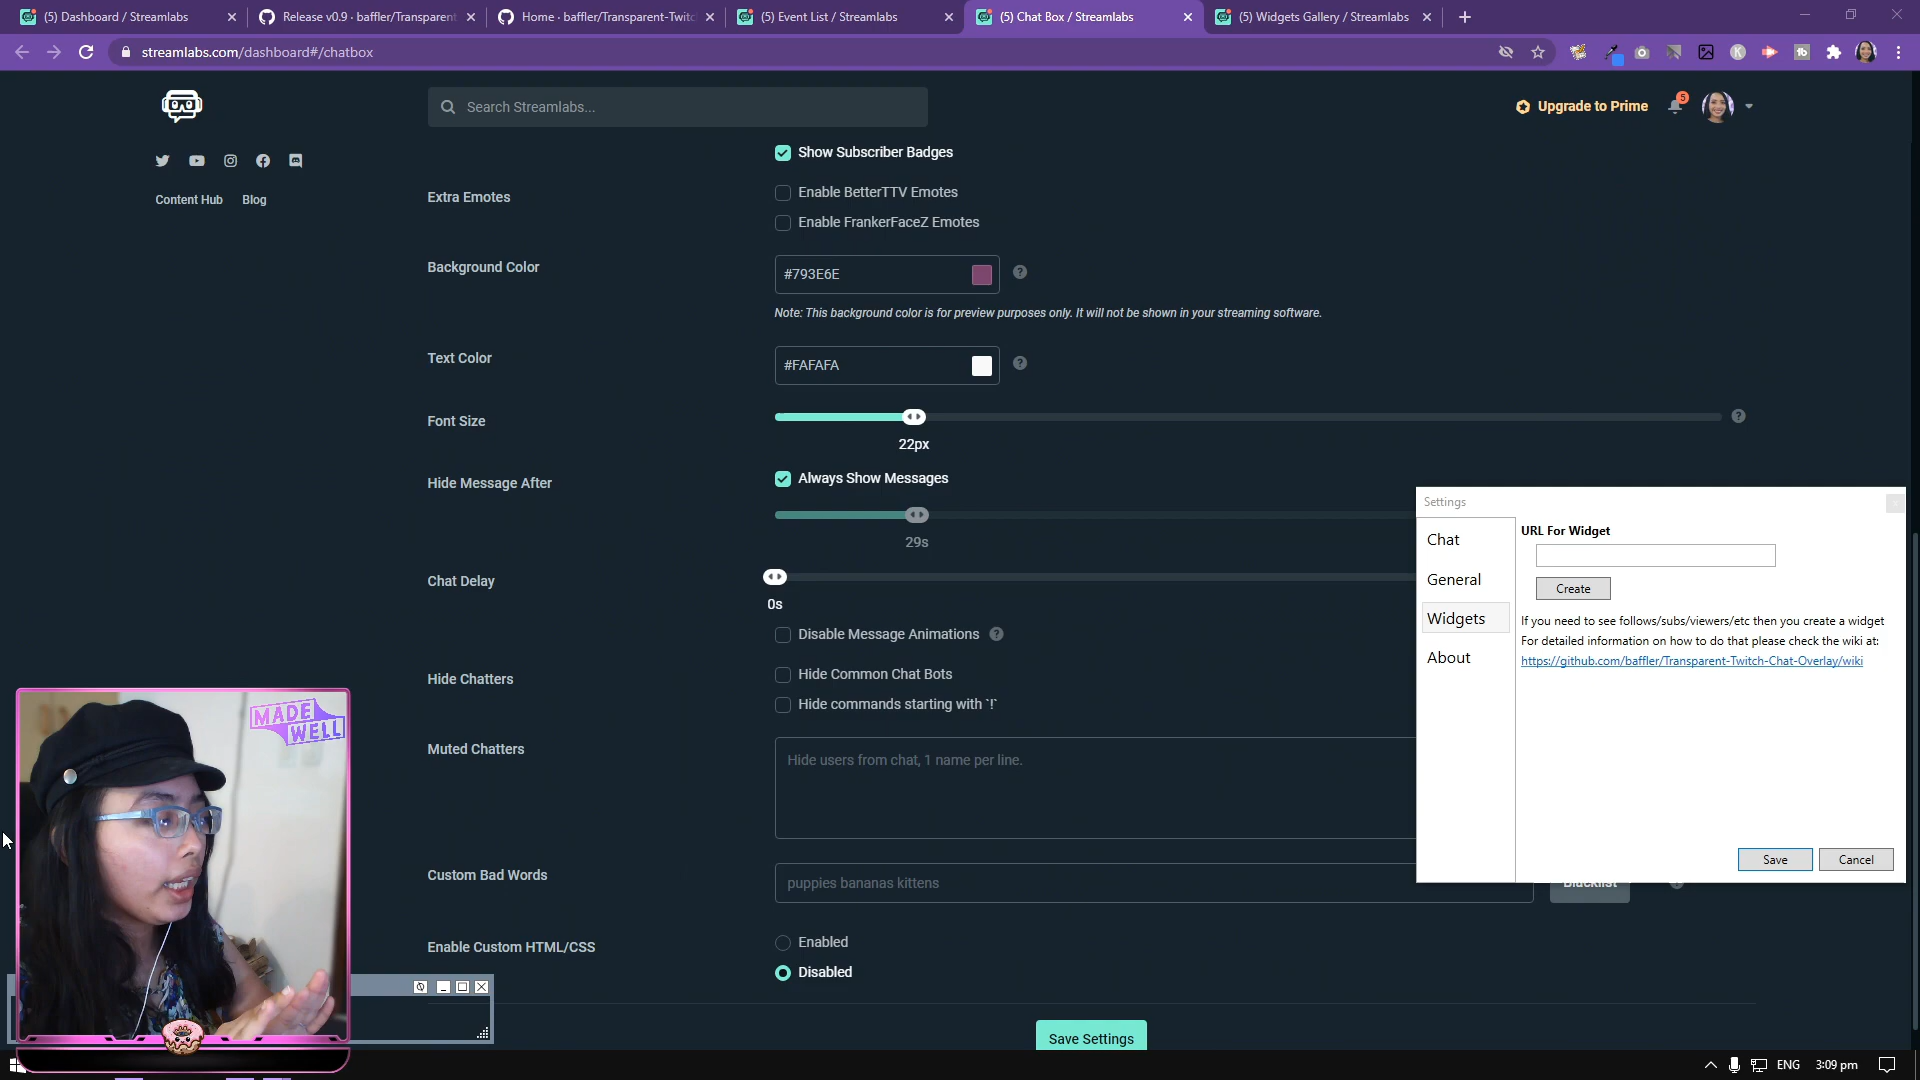 (5) Dashboard / Streamlabs
Release v0.9 · baffler/Transparent
Home · baffler/Transparent-Twitc
(5) Event List / Streamlabs
(5) Chat Box / Streamlabs
(5) Widgets Gallery / Streamlabs
streamlabs.com/dashboard#/chatbox
Search Streamlabs...
Upgrade to Prime
5
Content Hub Blog
Show Subscriber Badges
Extra Emotes
Enable BetterTTV Emotes
Enable FrankerFaceZ Emotes
Background Color
#793E6E
Note: This background color is for preview purposes only. It will not be shown in your streaming software.
Text Color
#FAFAFA
Font Size
22px
Hide Message After
Always Show Messages
29s
Chat Delay
0s
Disable Message Animations
Hide Chatters
Hide Common Chat Bots
Hide commands starting with `!`
Muted Chatters
Hide users from chat, 1 name per line.
Custom Bad Words
puppies bananas kittens
Blacklist
Enable Custom HTML/CSS
Enabled
Disabled
Save Settings
Settings
Chat
General
Widgets
About
URL For Widget
Create
If you need to see follows/subs/viewers/etc then you create a widget
For detailed information on how to do that please check the wiki at:
https://github.com/baffler/Transparent-Twitch-Chat-Overlay/wiki
Save
Cancel
MADE
WELL
ENG
3:09 pm